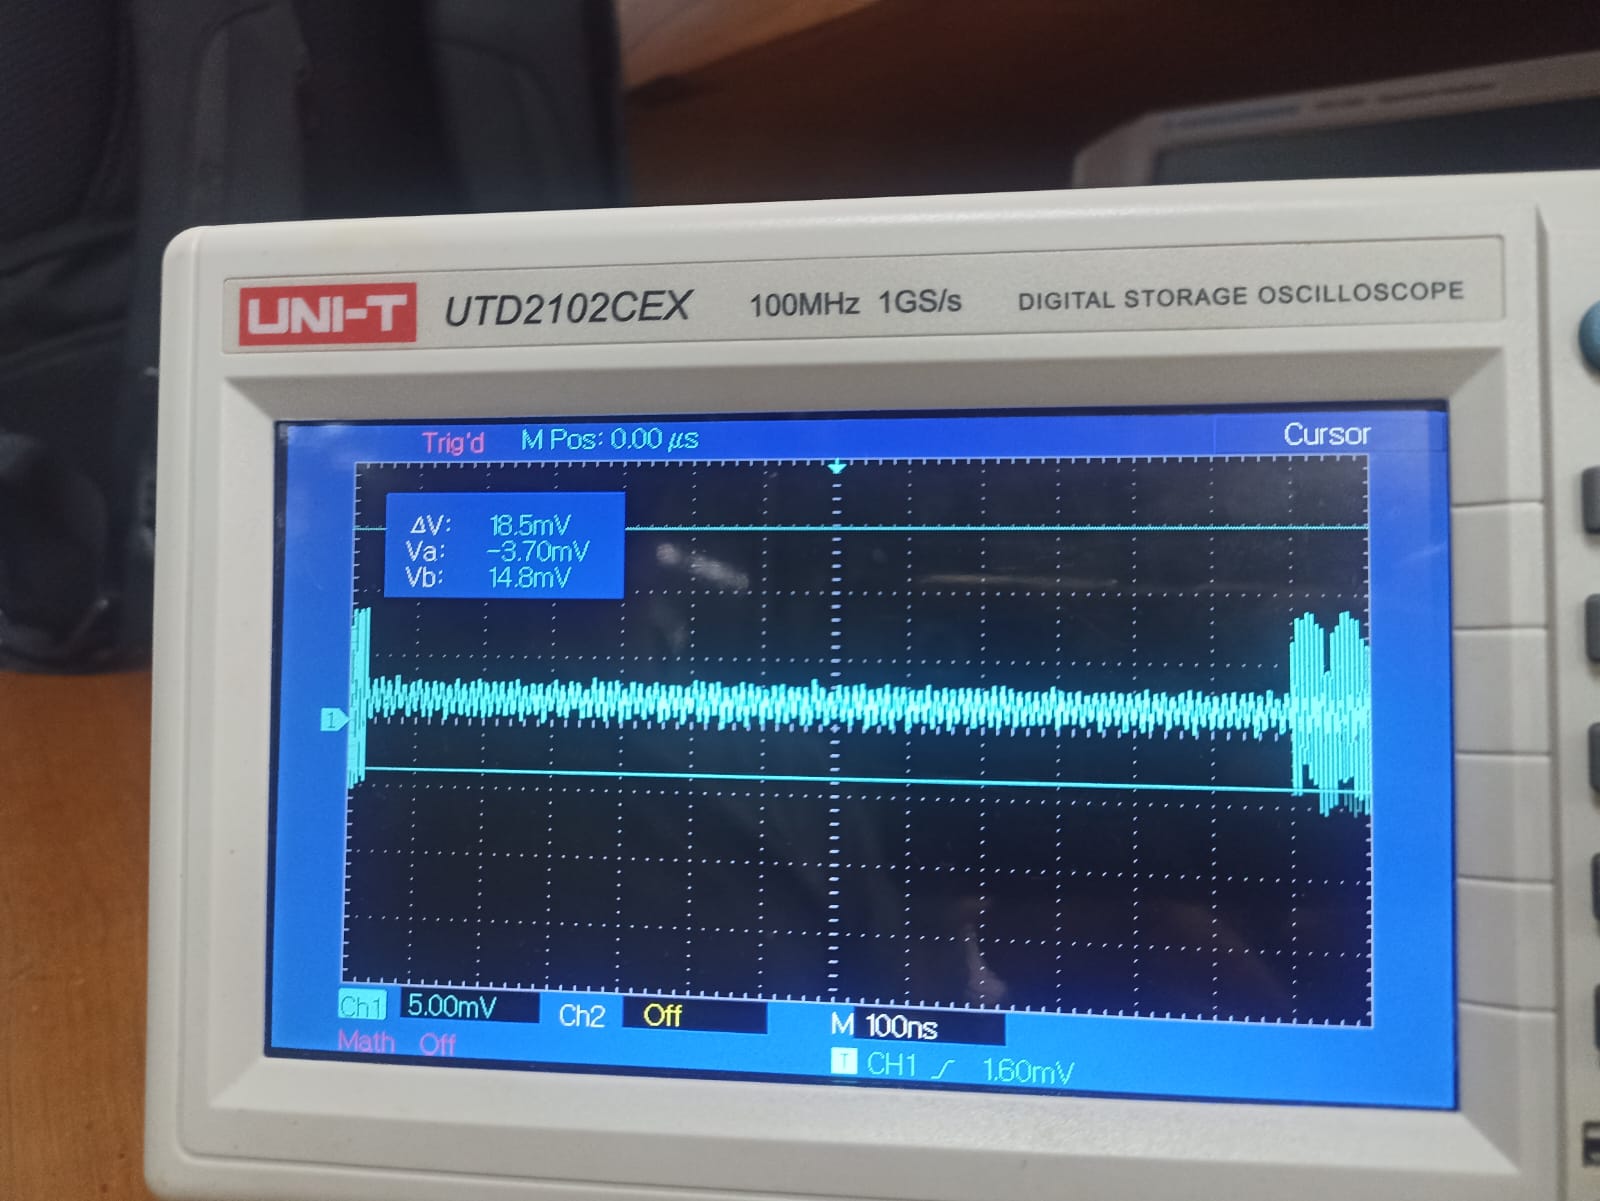 UNI-T UTD2102CEX 100MHz 1GS/s DIGITAL STORAGE OSCILLOSCOPE
Trig'd M Pos: 0.00 μs Cursor
ΔV: 18.5mV
Va: -3.70mV
Vb: 14.8mV
1
Ch1 5.00mV Ch2 Off M 100ns
Math Off T CH1 1.60mV